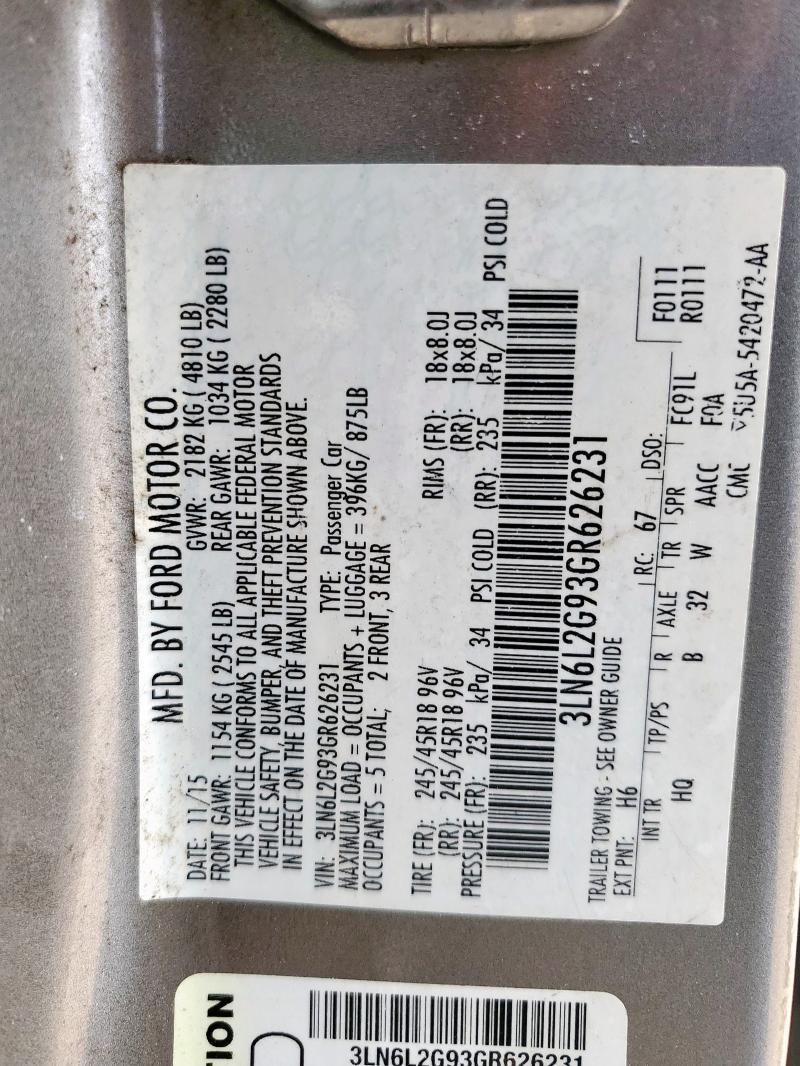 MFD. BY FORD MOTOR CO.
DATE: 11/15 GVWR: 2182 KG ( 4810 LB)
FRONT GAWR: 1154 KG ( 2545 LB) REAR GAWR: 1034 KG ( 2280 LB)
THIS VEHICLE CONFORMS TO ALL APPLICABLE FEDERAL MOTOR
VEHICLE SAFETY, BUMPER, AND THEFT PREVENTION STANDARDS
IN EFFECT ON THE DATE OF MANUFACTURE SHOWN ABOVE.
VIN: 3LN6L2G93GR626231 TYPE: Passenger Car
MAXIMUM LOAD = OCCUPANTS + LUGGAGE = 396KG/ 875LB
OCCUPANTS = 5 TOTAL; 2 FRONT, 3 REAR
TIRE (FR): 245/45R18 96V RIMS (FR): 18x8.0J
(RR): 245/45R18 96V (RR): 18x8.0J
PRESSURE (FR): 235 kPa/ 34 PSI COLD (RR): 235 kPa/ 34 PSI COLD
3LN6L2G93GR626231
TRAILER TOWING - SEE OWNER GUIDE
EXT PNT: H6 RC: 67 DSO: F0111
R0111
INT TR TP/PS R AXLE TR SPR FC91L
HQ B 32 W AACC F0A
CMC 5U5A-5420472-AA
TION
3LN6L2G93GR626231